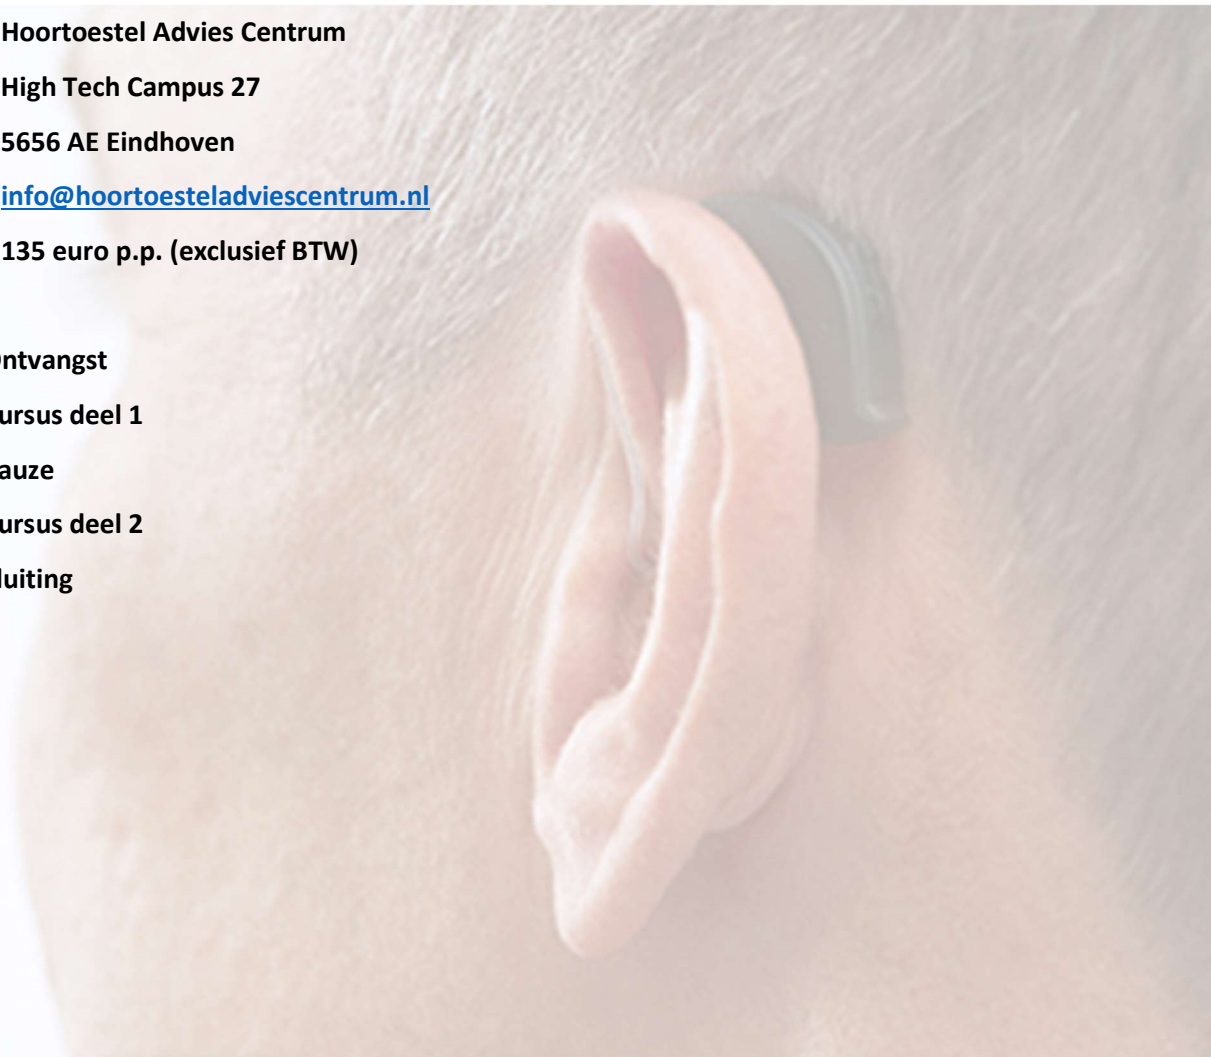 Hoortoestel Advies Centrum
High Tech Campus 27
5656 AE Eindhoven
info@hoortoesteladviescentrum.nl
135 euro p.p. (exclusief BTW)
ntvangst
ursus deel 1
auze
ursus deel 2
luiting